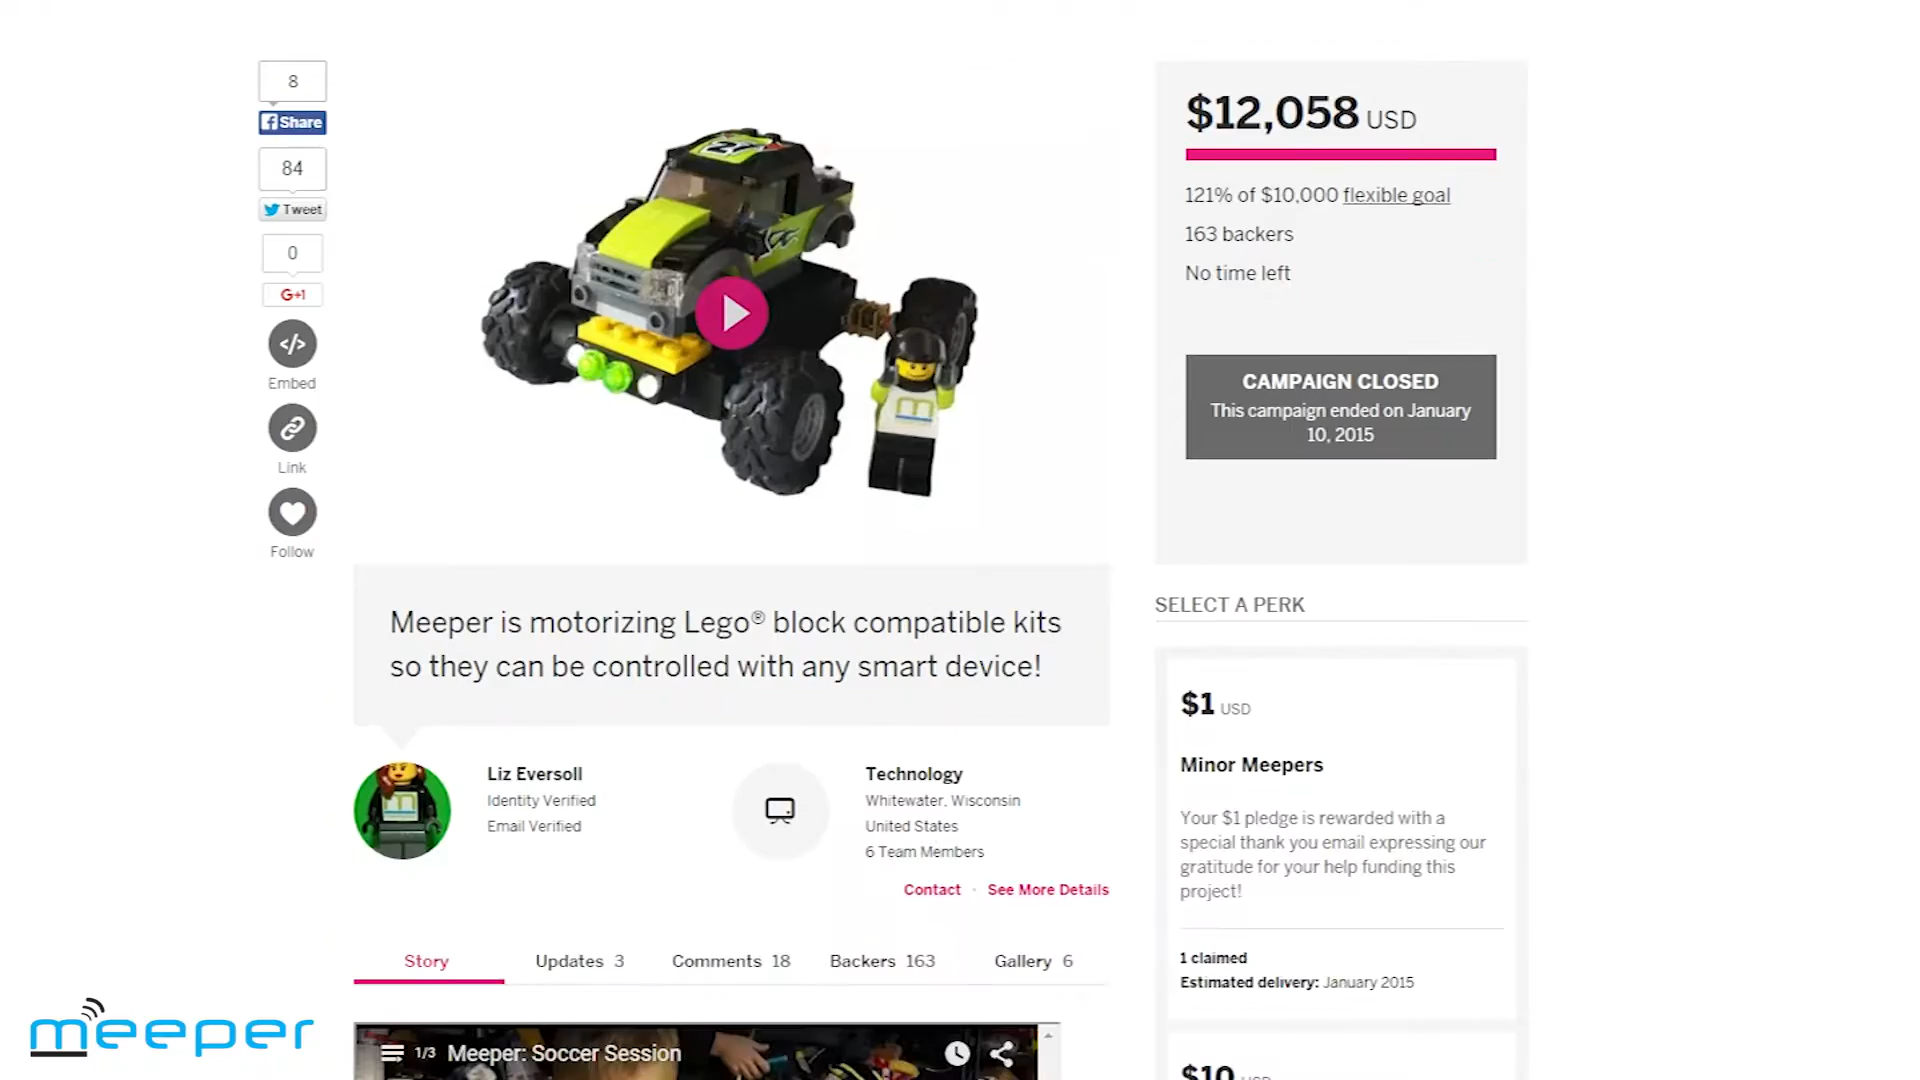 8
Share
84
Tweet
0
G+1
</>
Embed
Link
Follow
27
$12,058 USD
121% of $10,000 flexible goal
163 backers
No time left
CAMPAIGN CLOSED
This campaign ended on January
10, 2015
Meeper is motorizing Lego® block compatible kits
so they can be controlled with any smart device!
Liz Eversoll
Identity Verified
Email Verified
Technology
Whitewater, Wisconsin
United States
6 Team Members
Contact · See More Details
SELECT A PERK
$1 USD
Minor Meepers
Your $1 pledge is rewarded with a
special thank you email expressing our
gratitude for your help funding this
project!
1 claimed
Estimated delivery: January 2015
$10 USD
Story
Updates 3
Comments 18
Backers 163
Gallery 6
1/3 Meeper: Soccer Session
meeper